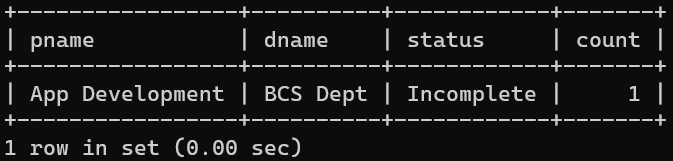 +-----------------+----------+------------+-------+
| pname           | dname    | status     | count |
+-----------------+----------+------------+-------+
| App Development | BCS Dept | Incomplete |     1 |
+-----------------+----------+------------+-------+
1 row in set (0.00 sec)